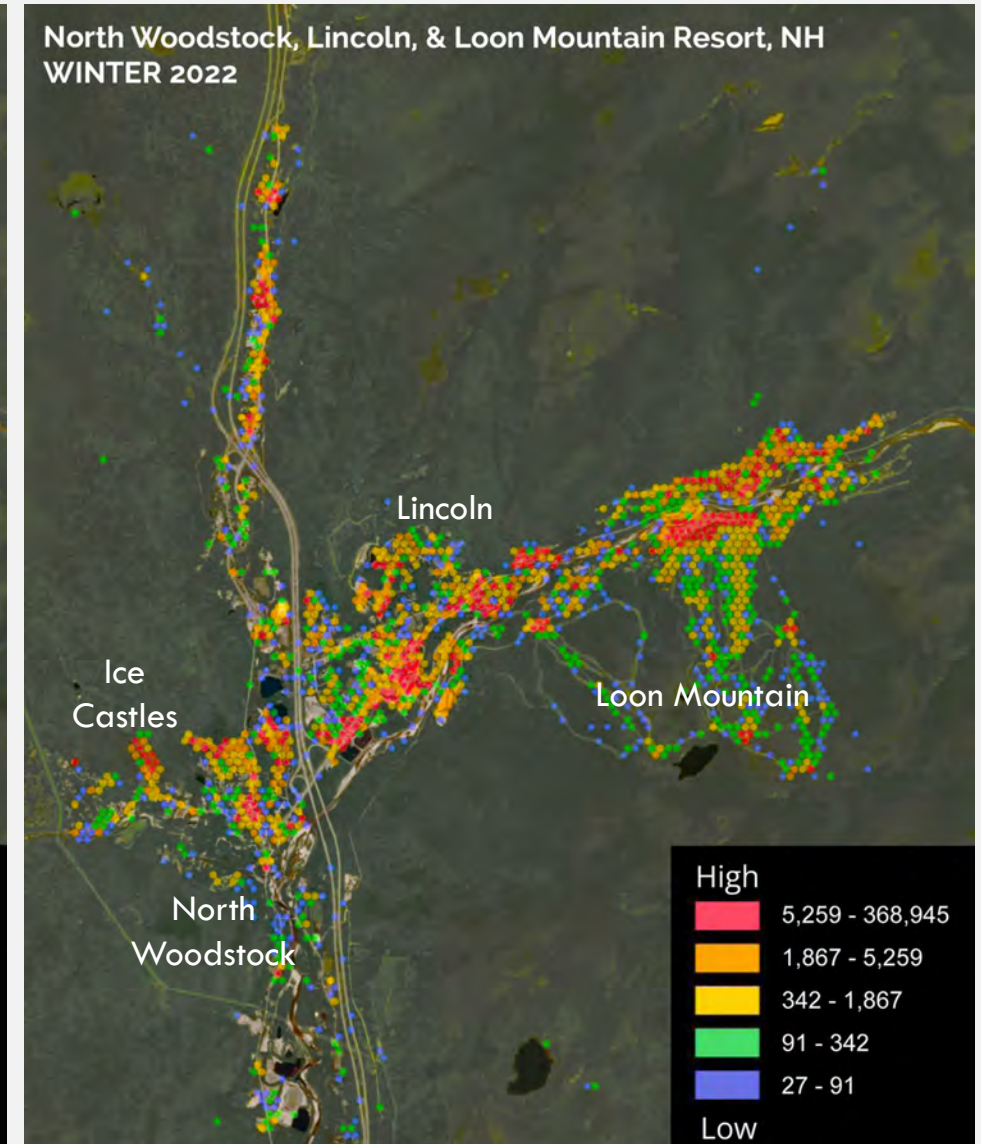 North Woodstock, Lincoln, & Loon Mountain Resort, NH
WINTER 2022
Lincoln
Ice
Castles
Loon Mountain
North
Woodstock
High
5,259 - 368,945
1,867 - 5,259
342 - 1,867
91 - 342
27 - 91
Low